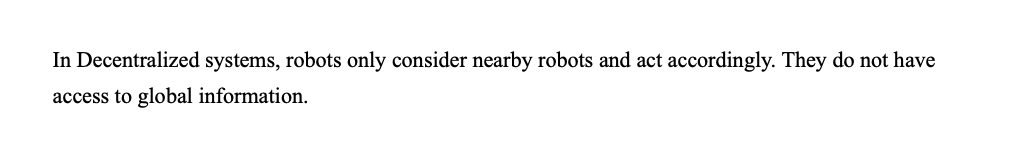 In Decentralized systems, robots only consider nearby robots and act accordingly. They do not have
access to global information.